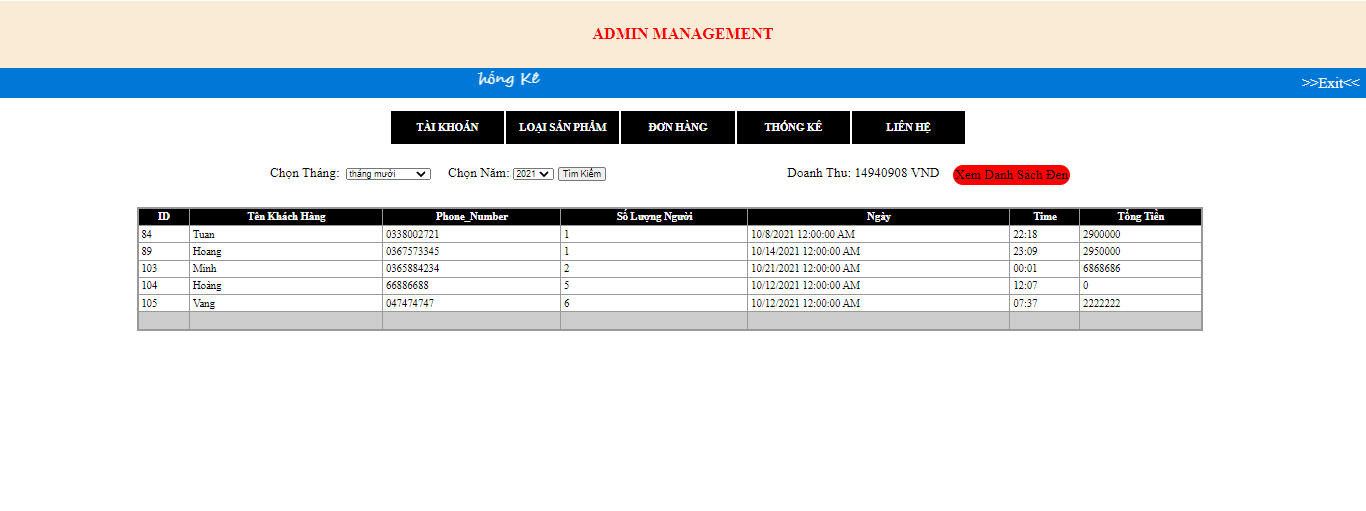 ADMIN MANAGEMENT
hống Kê
>>Exit<<
TÀI KHOẢN LOẠI SẢN PHẨM ĐƠN HÀNG THỐNG KÊ LIÊN HỆ
Chọn Tháng: tháng mười Chọn Năm: 2021 Tìm Kiếm Doanh Thu: 14940908 VND Xem Danh Sách Đen
ID Tên Khách Hàng Phone_Number Số Lượng Người Ngày Time Tổng Tiền
84 Tuan 0338002721 1 10/8/2021 12:00:00 AM 22:18 2900000
89 Hoang 0367573345 1 10/14/2021 12:00:00 AM 23:09 2950000
103 Minh 0365884234 2 10/21/2021 12:00:00 AM 00:01 6868686
104 Hoàng 66886688 5 10/12/2021 12:00:00 AM 12:07 0
105 Vang 047474747 6 10/12/2021 12:00:00 AM 07:37 2222222